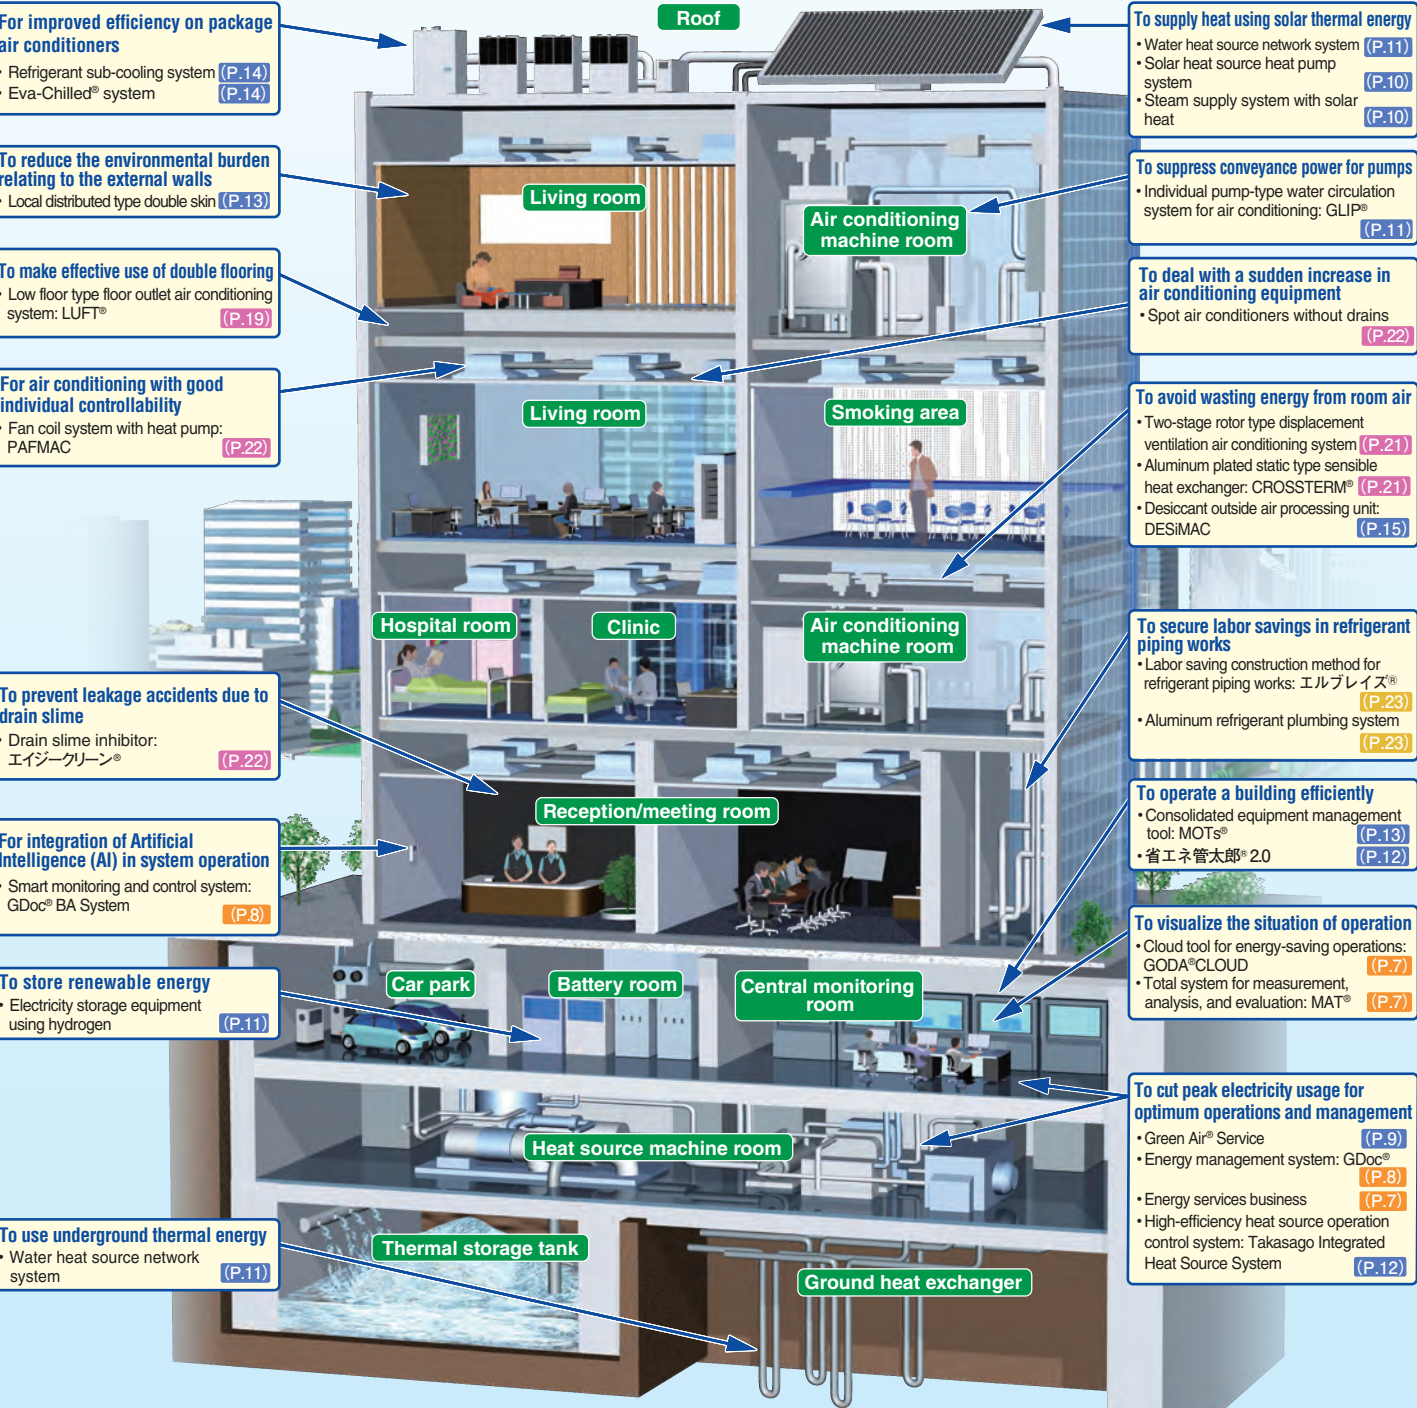 For improved efficiency on package
air conditioners
· Refrigerant sub-cooling system (P.14)
· Eva-Chilled® system (P.14)
To reduce the environmental burden
relating to the external walls
· Local distributed type double skin (P.13)
To make effective use of double flooring
· Low floor type floor outlet air conditioning
system: LUFT® (P.19)
For air conditioning with good
individual controllability
· Fan coil system with heat pump:
PAFMAC (P.22)
To prevent leakage accidents due to
drain slime
· Drain slime inhibitor:
エイジークリーン® (P.22)
For integration of Artificial
Intelligence (AI) in system operation
· Smart monitoring and control system:
GDoc® BA System (P.8)
To store renewable energy
· Electricity storage equipment
using hydrogen (P.11)
To use underground thermal energy
· Water heat source network
system (P.11)
Roof
Living room
Air conditioning
machine room
Living room
Smoking area
Hospital room
Clinic
Air conditioning
machine room
Reception/meeting room
Car park
Battery room
Central monitoring
room
Heat source machine room
Thermal storage tank
Ground heat exchanger
To supply heat using solar thermal energy
· Water heat source network system (P.11)
· Solar heat source heat pump
system (P.10)
· Steam supply system with solar
heat (P.10)
To suppress conveyance power for pumps
· Individual pump-type water circulation
system for air conditioning: GLIP®
(P.11)
To deal with a sudden increase in
air conditioning equipment
· Spot air conditioners without drains
(P.22)
To avoid wasting energy from room air
· Two-stage rotor type displacement
ventilation air conditioning system (P.21)
· Aluminum plated static type sensible
heat exchanger: CROSSTERM® (P.21)
· Desiccant outside air processing unit:
DESiMAC (P.15)
To secure labor savings in refrigerant
piping works
· Labor saving construction method for
refrigerant piping works: エルブレイズ®
(P.23)
· Aluminum refrigerant plumbing system
(P.23)
To operate a building efficiently
· Consolidated equipment management
tool: MOTs® (P.13)
· 省エネ管太郎® 2.0 (P.12)
To visualize the situation of operation
· Cloud tool for energy-saving operations:
GODA®CLOUD (P.7)
· Total system for measurement,
analysis, and evaluation: MAT® (P.7)
To cut peak electricity usage for
optimum operations and management
· Green Air® Service (P.9)
· Energy management system: GDoc®
(P.8)
· Energy services business (P.7)
· High-efficiency heat source operation
control system: Takasago Integrated
Heat Source System (P.12)